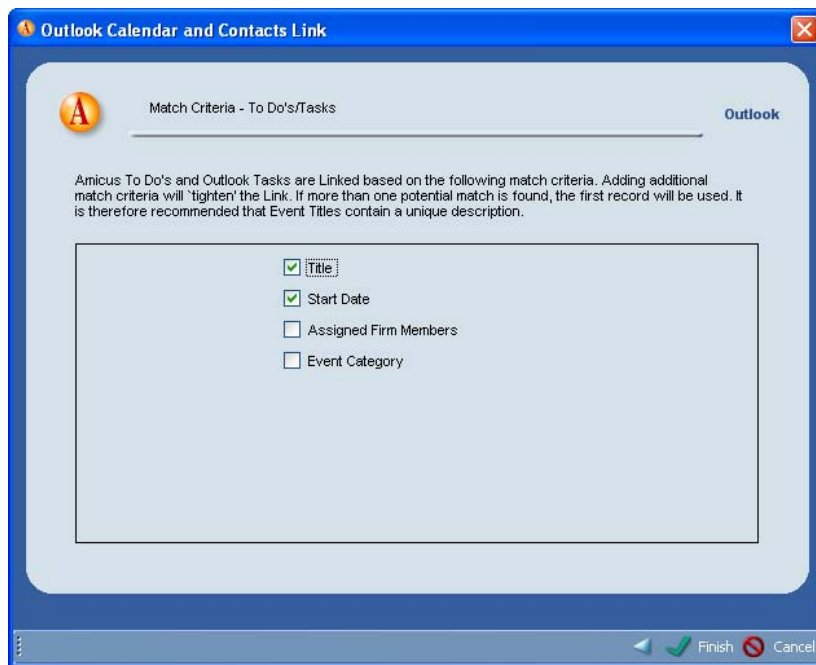 Outlook Calendar and Contacts Link
A
Match Criteria - To Do's/Tasks
Outlook
Amicus To Do's and Outlook Tasks are Linked based on the following match criteria. Adding additional
match criteria will `tighten' the Link. If more than one potential match is found, the first record will be used. It
is therefore recommended that Event Titles contain a unique description.
Title
Start Date
Assigned Firm Members
Event Category
Finish Cancel